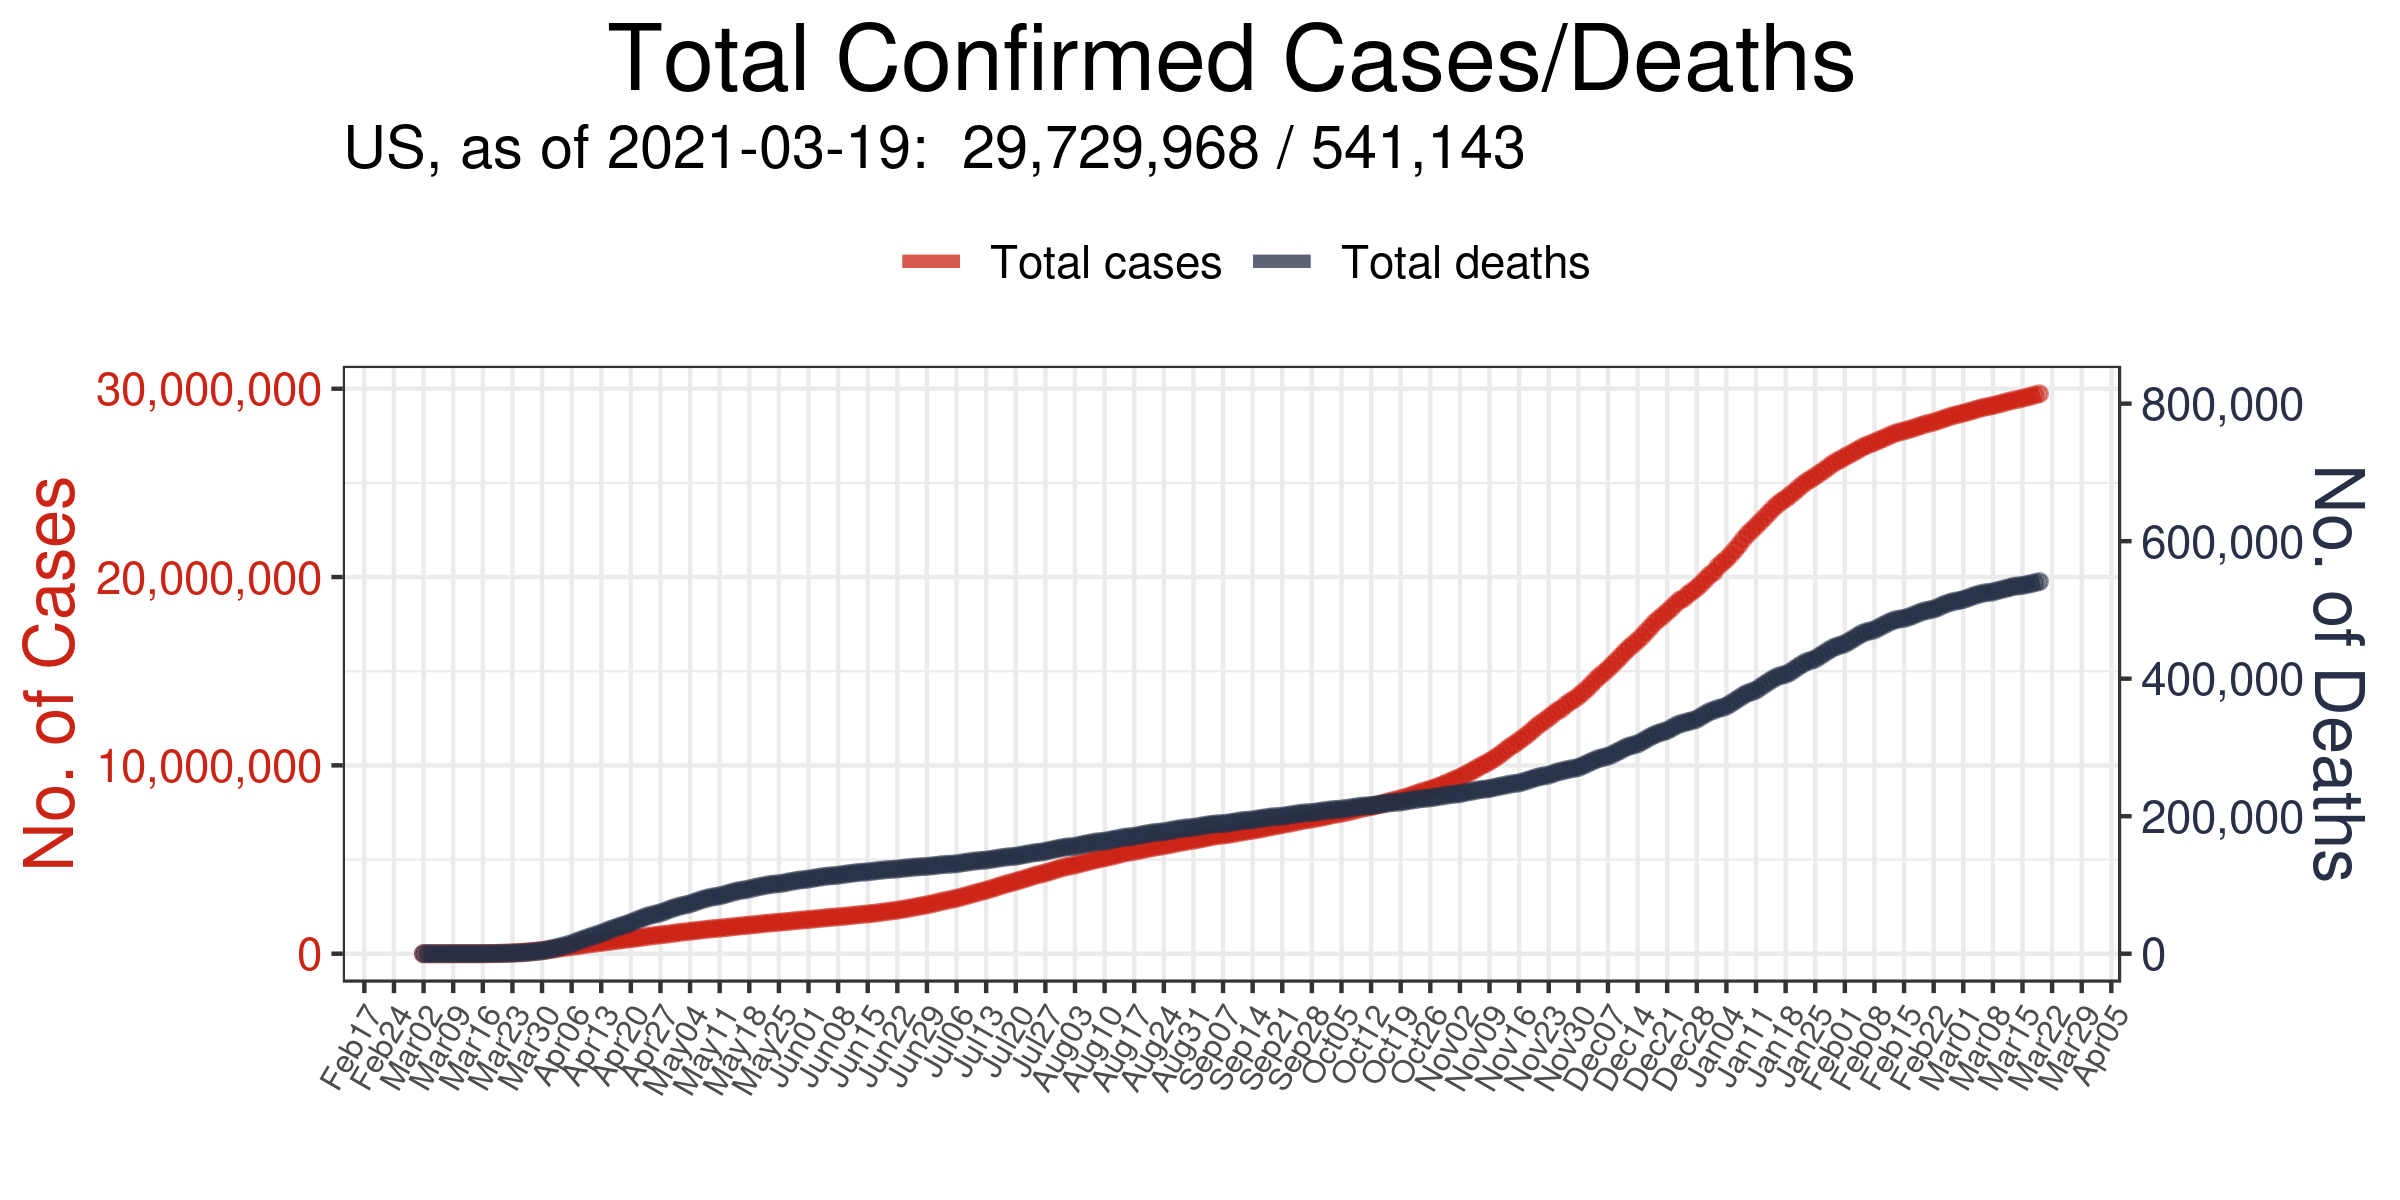 Total Confirmed Cases/Deaths
US, as of 2021-03-19:  29,729,968 / 541,143
Total cases
Total deaths
No. of Cases
30,000,000
20,000,000
10,000,000
0
800,000
600,000
400,000
200,000
0
No. of Deaths
Feb17
Feb24
Mar02
Mar09
Mar16
Mar23
Mar30
Apr06
Apr13
Apr20
Apr27
May04
May11
May18
May25
Jun01
Jun08
Jun15
Jun22
Jun29
Jul06
Jul13
Jul20
Jul27
Aug03
Aug10
Aug17
Aug24
Aug31
Sep07
Sep14
Sep21
Sep28
Oct05
Oct12
Oct19
Oct26
Nov02
Nov09
Nov16
Nov23
Nov30
Dec07
Dec14
Dec21
Dec28
Jan04
Jan11
Jan18
Jan25
Feb01
Feb08
Feb15
Feb22
Mar01
Mar08
Mar15
Mar22
Mar29
Apr05